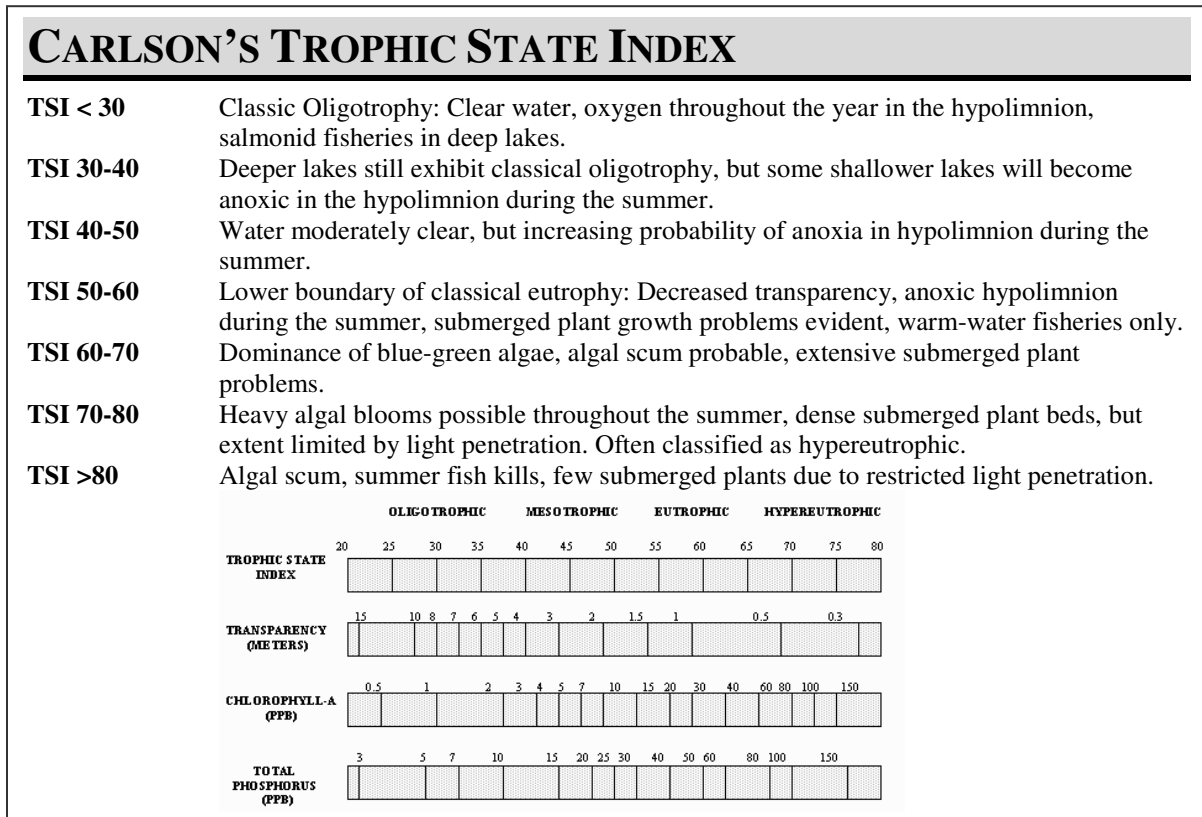 CARLSON'S TROPHIC STATE INDEX
TSI < 30 Classic Oligotrophy: Clear water, oxygen throughout the year in the hypolimnion,
salmonid fisheries in deep lakes.
TSI 30-40 Deeper lakes still exhibit classical oligotrophy, but some shallower lakes will become
anoxic in the hypolimnion during the summer.
TSI 40-50 Water moderately clear, but increasing probability of anoxia in hypolimnion during the
summer.
TSI 50-60 Lower boundary of classical eutrophy: Decreased transparency, anoxic hypolimnion
during the summer, submerged plant growth problems evident, warm-water fisheries only.
TSI 60-70 Dominance of blue-green algae, algal scum probable, extensive submerged plant
problems.
TSI 70-80 Heavy algal blooms possible throughout the summer, dense submerged plant beds, but
extent limited by light penetration. Often classified as hypereutrophic.
TSI >80 Algal scum, summer fish kills, few submerged plants due to restricted light penetration.
OLIGOTROPHIC MESOTROPHIC EUTROPHIC HYPEREUTROPHIC
20 25 30 35 40 45 50 55 60 65 70 75 80
TROPHIC STATE
INDEX
15 10 8 7 6 5 4 3 2 1.5 1 0.5 0.3
TRANSPARENCY
(METERS)
0.5 1 2 3 4 5 7 10 15 20 30 40 60 80 100 150
CHLOROPHYLL-A
(PPB)
3 5 7 10 15 20 25 30 40 50 60 80 100 150
TOTAL
PHOSPHORUS
(PPB)